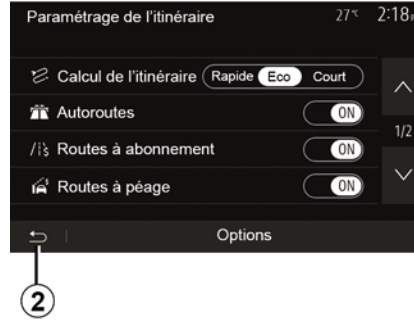 Paramétrage de l'itinéraire 27°C 2:18
Calcul de l'itinéraire Rapide Eco Court
Autoroutes ON
1/2
Routes à abonnement ON
Routes à péage ON
Options
2